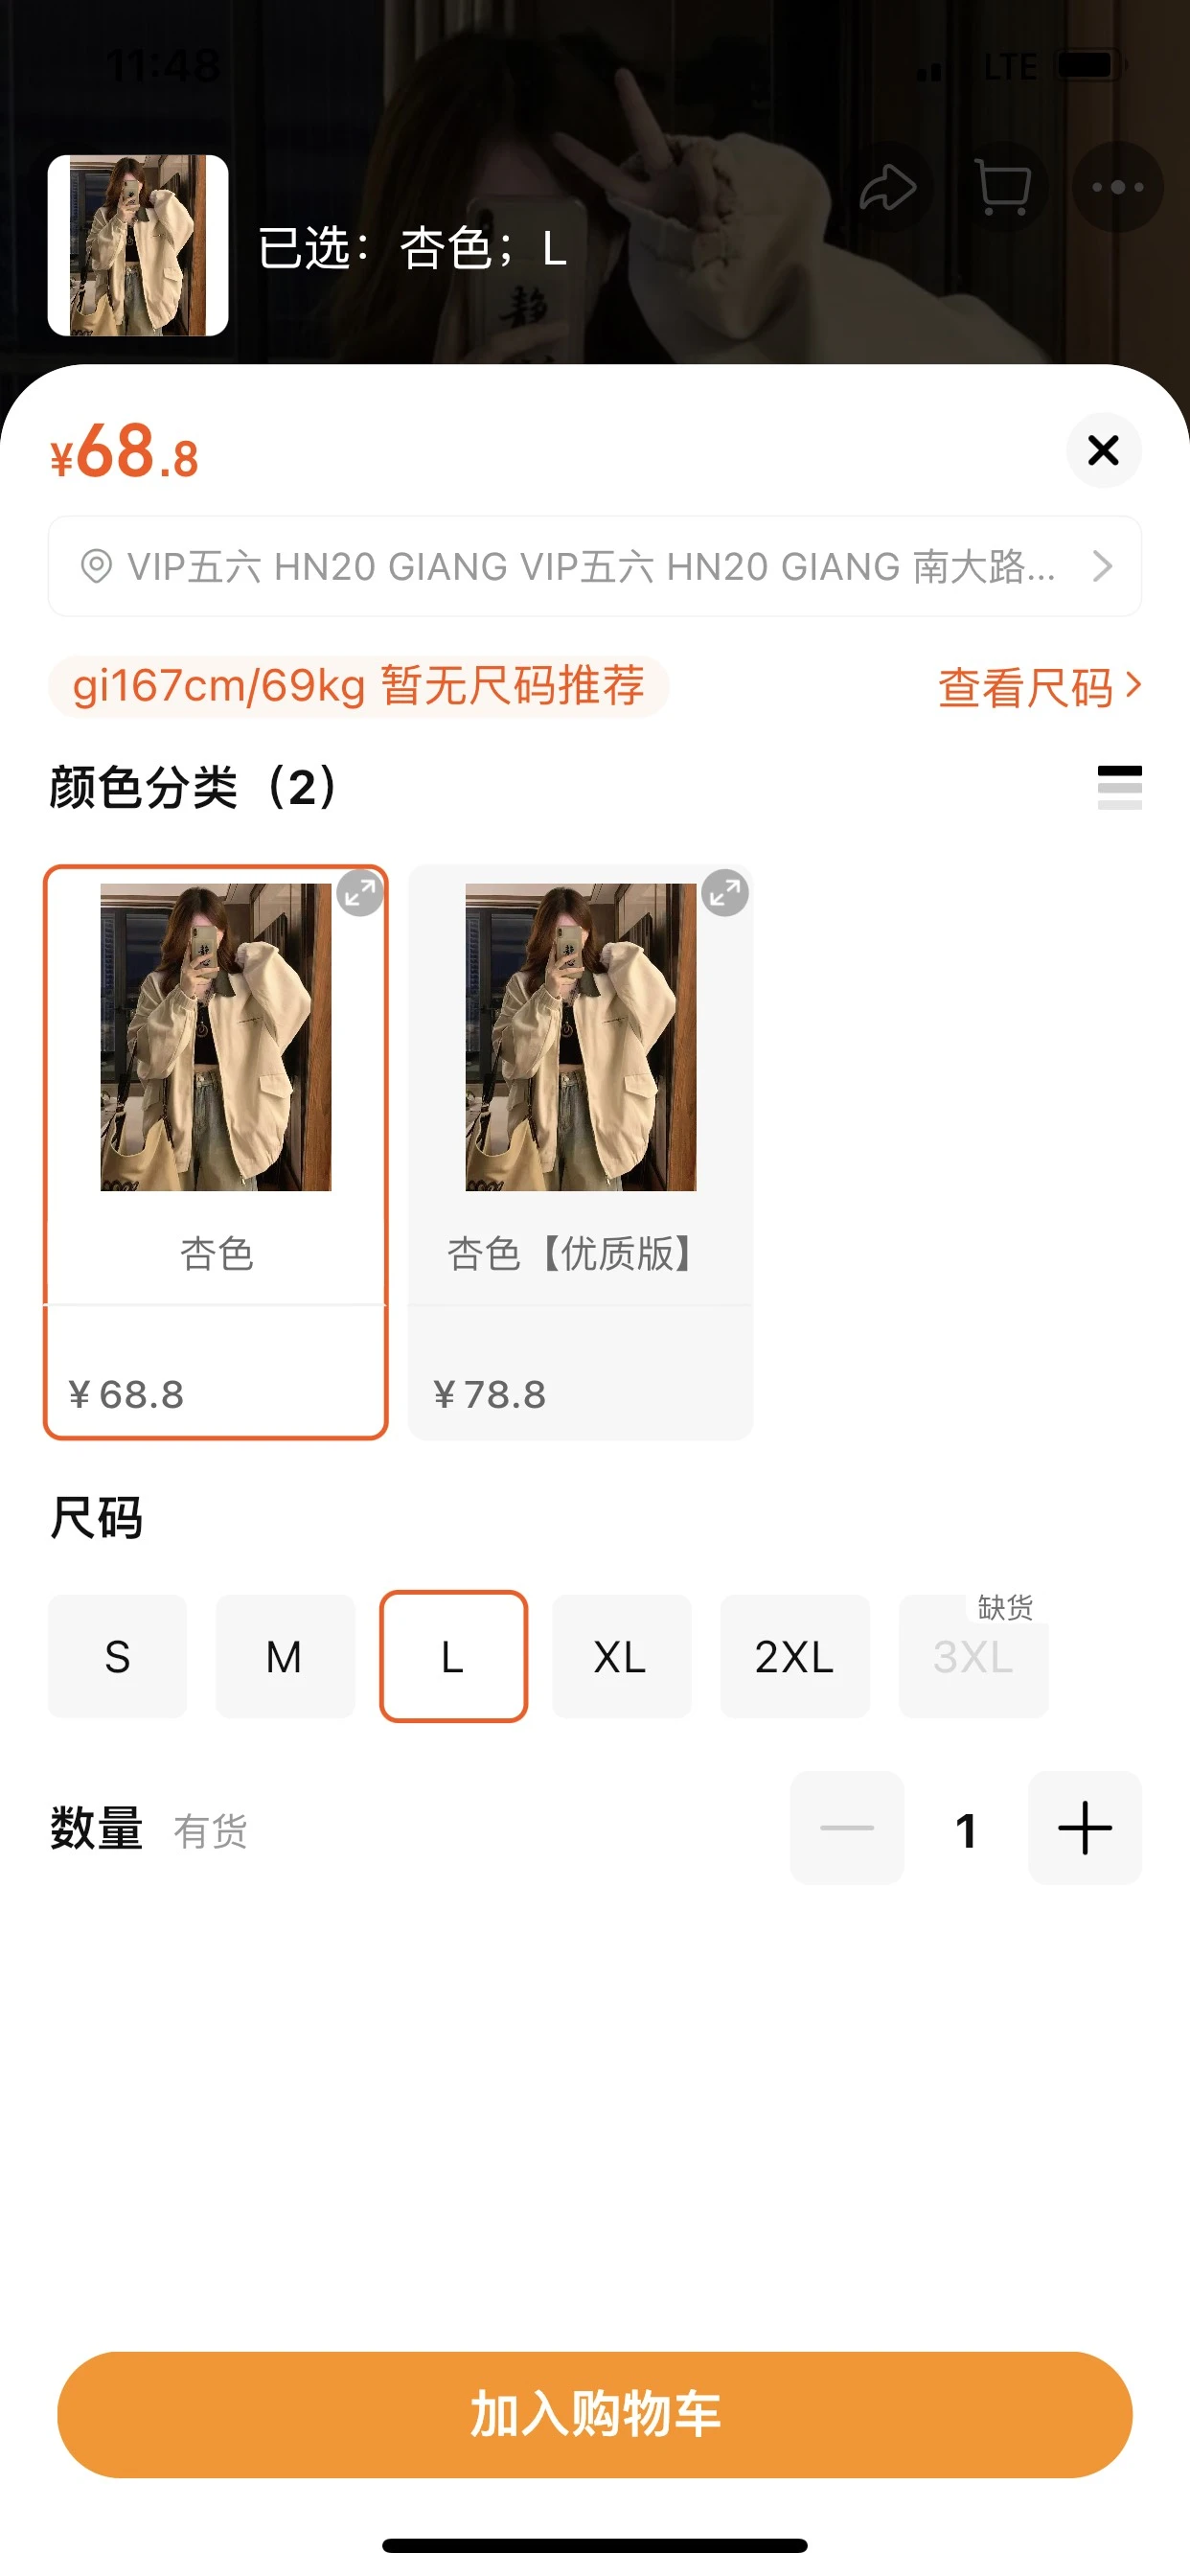 11:48
LTE
静
已选：杏色；L
¥68.8
VIP五六 HN20 GIANG VIP五六 HN20 GIANG 南大路...
gi167cm/69kg 暂无尺码推荐
查看尺码
颜色分类（2）
静
静
杏色
杏色【优质版】
¥ 68.8
¥ 78.8
尺码
缺货
S
M
L
XL
2XL
3XL
数量
有货
1
加入购物车